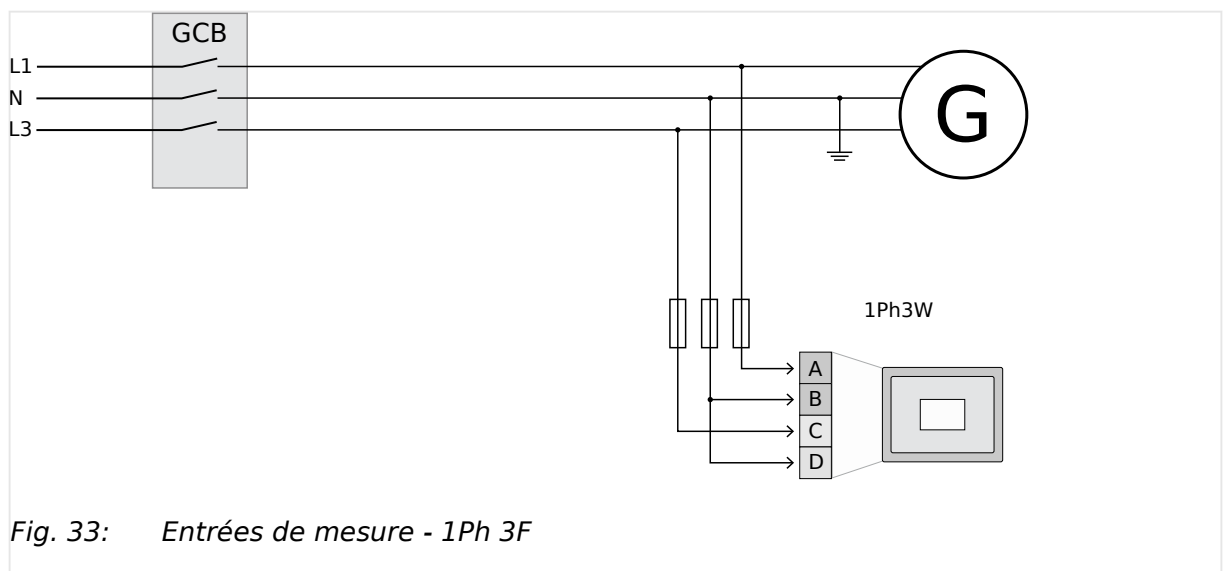 GCB
L1
N
L3
G
1Ph3W
A
B
C
D
Fig. 33: Entrées de mesure - 1Ph 3F